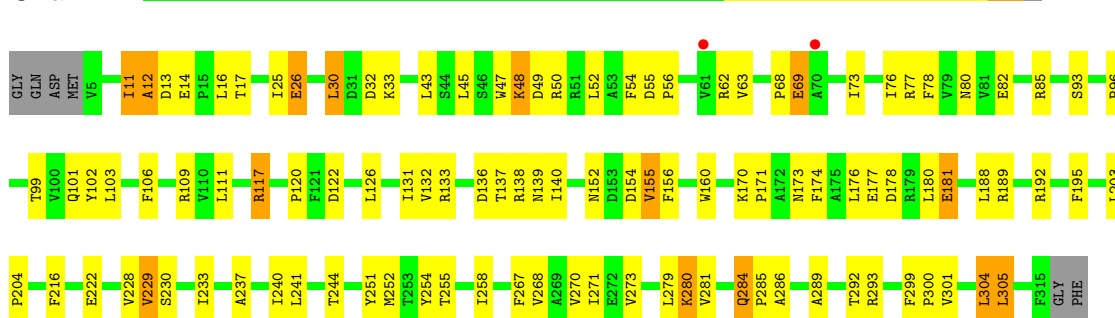 GLY GLN ASP MET V5 I11 A12 D13 E14 P15 L16 T17 I25 E26 L30 D31 D32 K33 L43 S44 L45 S46 W47 K48 D49 R50 R51 L52 A53 F54 D55 P56 V61 R62 V63 P68 E69 A70 I73 I76 R77 F78 V79 N80 V81 E82 R85 S93
T99 V100 Q101 Y102 L103 F106 R109 V110 L111 R117 P120 F121 D122 L126 I131 V132 R133 D136 T137 R138 N139 I140 N152 D153 D154 V155 F156 W160 K170 P171 A172 N173 F174 A175 L176 E177 D178 R179 L180 E181 L188 R189 R192 F195
P204 F216 E222 V228 V229 S230 I233 A237 I240 L241 T244 Y251 M252 T253 Y254 T255 I258 F267 V268 A269 V270 I271 E272 V273 L279 K280 V281 Q284 P285 A286 A289 T292 R293 F299 P300 V301 L304 L305 F315 GLY PHE